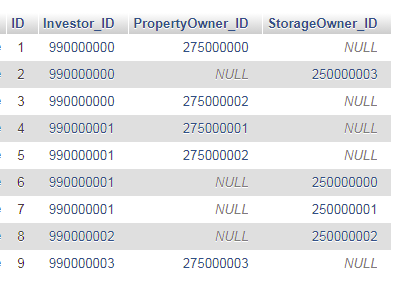 ID Investor_ID PropertyOwner_ID StorageOwner_ID
1 990000000 275000000 NULL
2 990000000 NULL 250000003
3 990000000 275000002 NULL
4 990000001 275000001 NULL
5 990000001 275000002 NULL
6 990000001 NULL 250000000
7 990000001 NULL 250000001
8 990000002 NULL 250000002
9 990000003 275000003 NULL